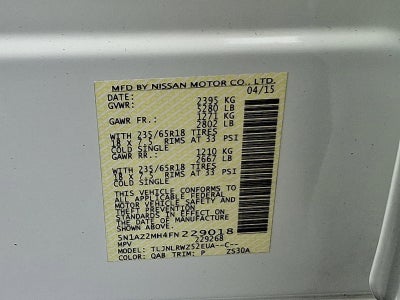 MFD BY NISSAN MOTOR CO., LTD.
DATE: 04/15
GVWR: 2395 KG
5280 LB
GAWR FR.: 1271 KG
2802 LB
WITH 235/65R18 TIRES
18 x 7.5 RIMS AT 33 PSI
COLD SINGLE
GAWR RR.: 1210 KG
2667 LB
WITH 235/65R18 TIRES
18 x 7.5 RIMS AT 33 PSI
COLD SINGLE
THIS VEHICLE CONFORMS TO
ALL APPLICABLE FEDERAL
MOTOR VEHICLE SAFETY AND
THEFT PREVENTION
STANDARDS IN EFFECT ON
THE DATE OF MANUFACTURE
SHOWN ABOVE.
5N1AZ2MH4FN229018
MPV 229268
MODEL: TLJNLRWZ52EUA--C--
COLOR: QAB TRIM: P ZS30A